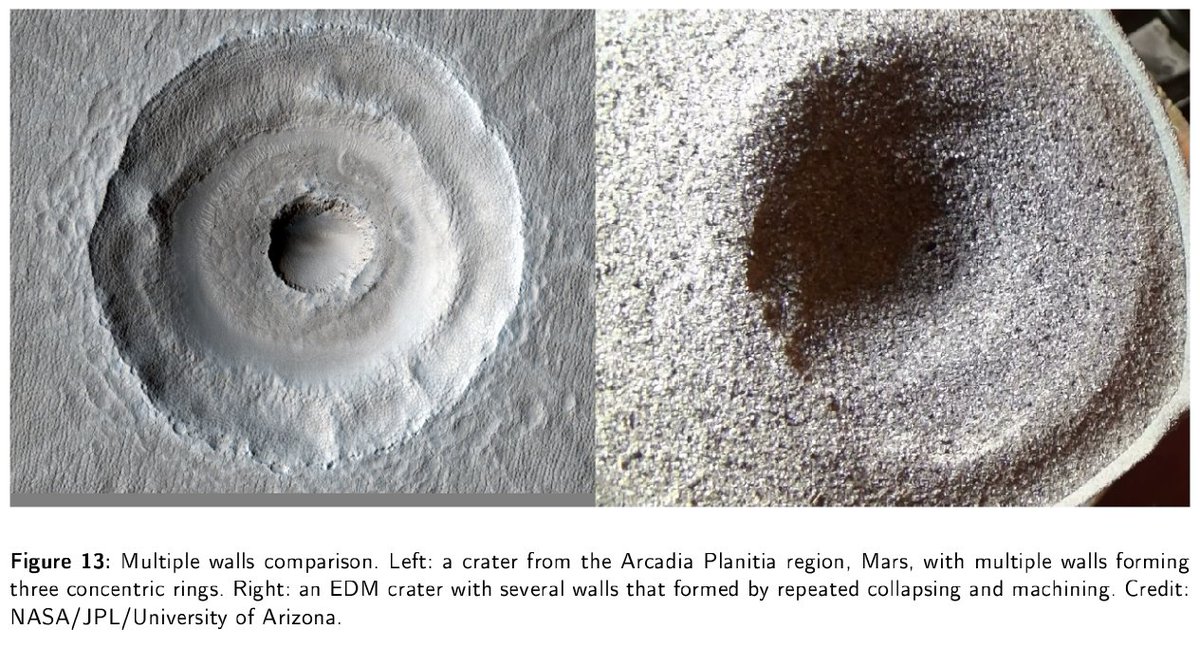 Figure 13: Multiple walls comparison. Left: a crater from the Arcadia Planitia region, Mars, with multiple walls forming
three concentric rings. Right: an EDM crater with several walls that formed by repeated collapsing and machining. Credit:
NASA/JPL/University of Arizona.